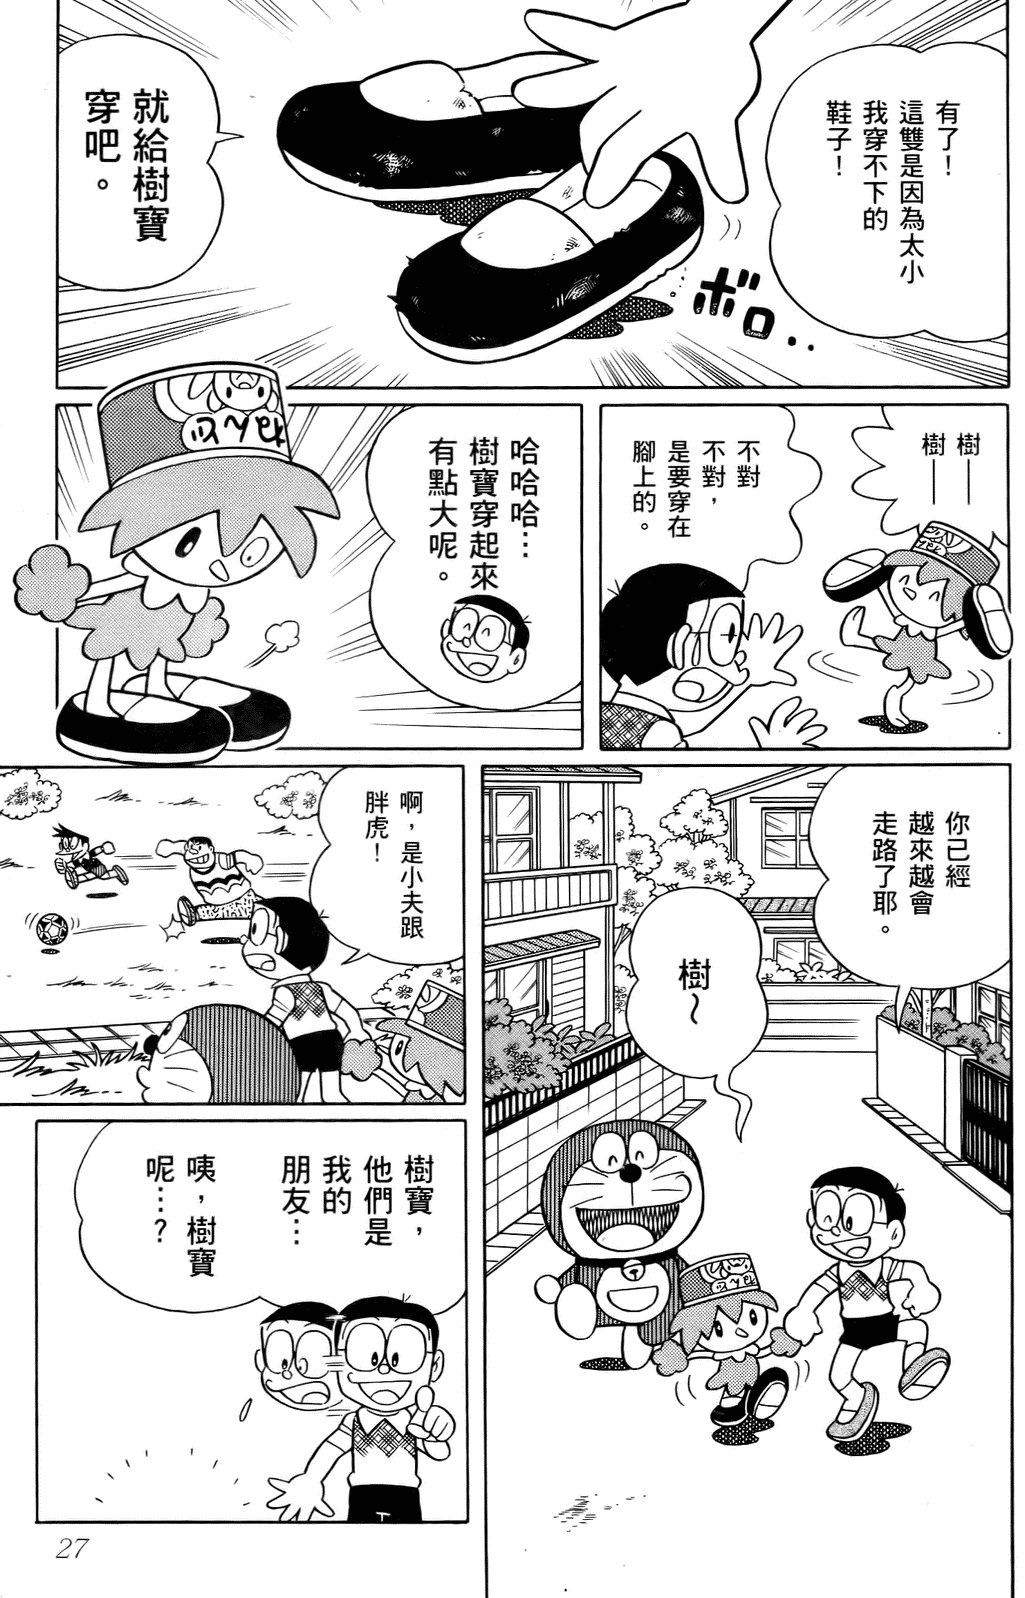 有了！
這雙是因為太小
我穿不下的
鞋子！
就給樹寶
穿吧。
ボロ‥
樹——
樹——
不對
不對，
是要穿在
腳上的。
哈哈哈…
樹寶穿起來
有點大呢。
你已經
越來越會
走路了耶。
樹～
啊，是小夫跟
胖虎！
樹寶，
他們是
我的
朋友…
咦，樹寶
呢…？
27